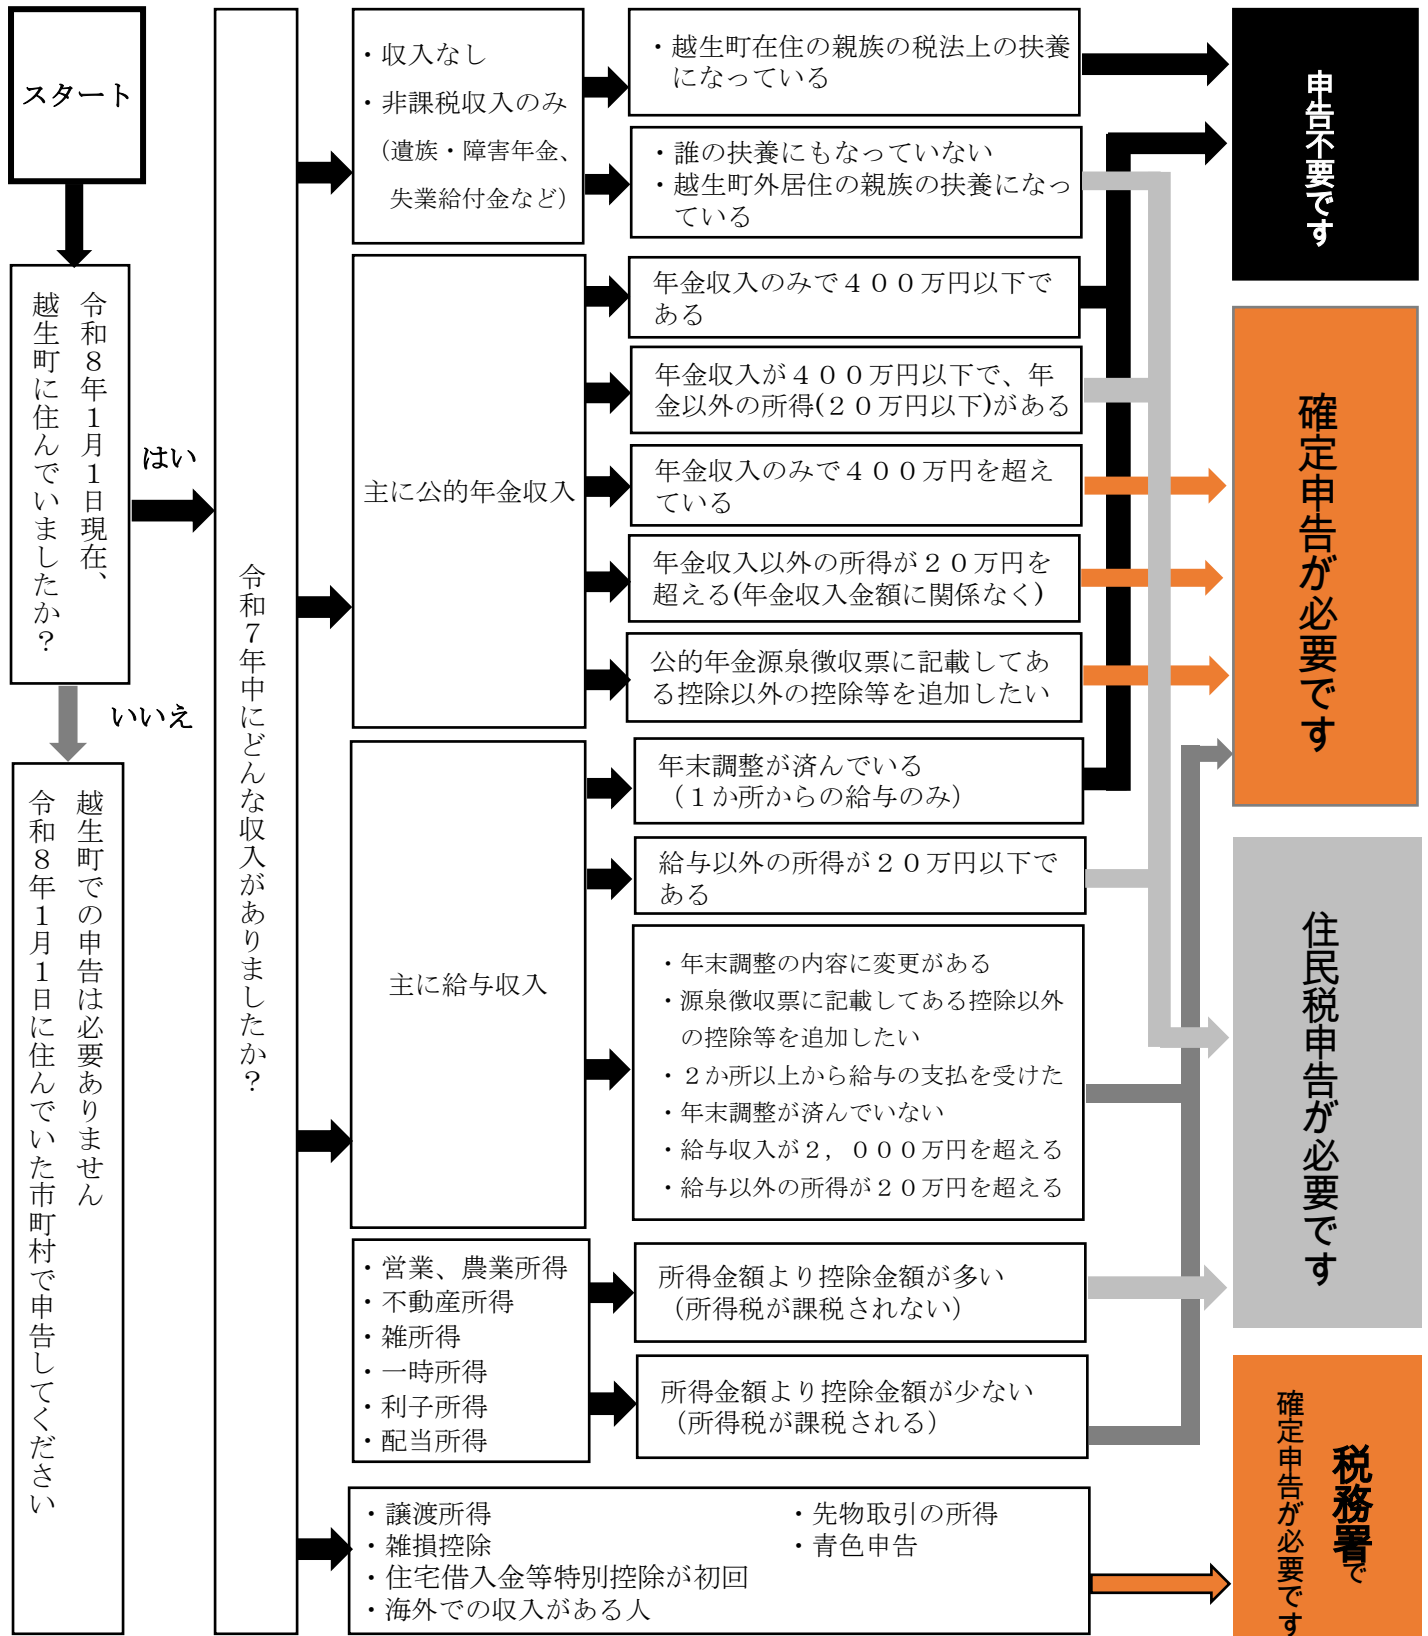 スタート
令和８年１月１日現在、
越生町に住んでいましたか？
はい
いいえ
越生町での申告は必要ありません
令和８年１月１日に住んでいた市町村で申告してください
令和７年中にどんな収入がありましたか？
・収入なし
・非課税収入のみ
（遺族・障害年金、
失業給付金など）
・越生町在住の親族の税法上の扶養
になっている
・誰の扶養にもなっていない
・越生町外居住の親族の扶養になっ
ている
主に公的年金収入
年金収入のみで４００万円以下で
ある
年金収入が４００万円以下で、年
金以外の所得(２０万円以下)がある
年金収入のみで４００万円を超え
ている
年金収入以外の所得が２０万円を
超える(年金収入金額に関係なく)
公的年金源泉徴収票に記載してあ
る控除以外の控除等を追加したい
主に給与収入
年末調整が済んでいる
（１か所からの給与のみ）
給与以外の所得が２０万円以下で
ある
・年末調整の内容に変更がある
・源泉徴収票に記載してある控除以外
の控除等を追加したい
・２か所以上から給与の支払を受けた
・年末調整が済んでいない
・給与収入が２，０００万円を超える
・給与以外の所得が２０万円を超える
・営業、農業所得
・不動産所得
・雑所得
・一時所得
・利子所得
・配当所得
所得金額より控除金額が多い
（所得税が課税されない）
所得金額より控除金額が少ない
（所得税が課税される）
・譲渡所得
・雑損控除
・住宅借入金等特別控除が初回
・海外での収入がある人
・先物取引の所得
・青色申告
申告不要です
確定申告が必要です
住民税申告が必要です
税務署で
確定申告が必要です